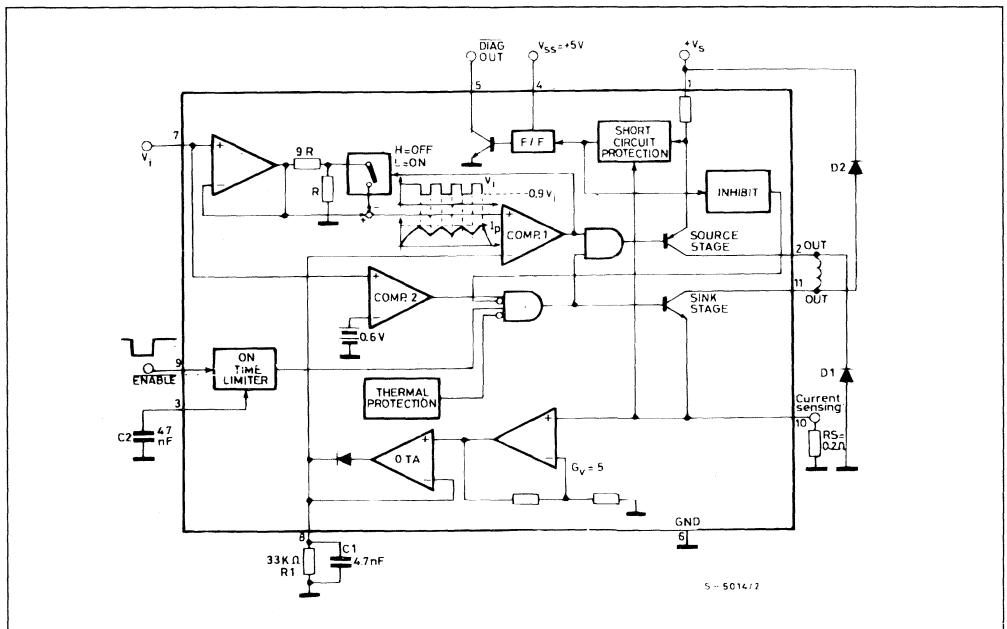 DIAG OUT
VSS=+5V
+VS
5
4
1
7
Vi
9R
R
H=OFF
L=ON
F/F
SHORT CIRCUIT PROTECTION
INHIBIT
D2
Vi
0.9 Vi
Ip
+
-
COMP. 1
SOURCE STAGE
2
OUT
11
OUT
SINK STAGE
COMP. 2
0.6V
9
ENABLE
ON TIME LIMITER
3
C2
47 nF
THERMAL PROTECTION
D1
Current sensing
10
RS=0.2Ω
OTA
Gv = 5
GND
6
8
33KΩ
R1
C1
4.7nF
S-5014/2